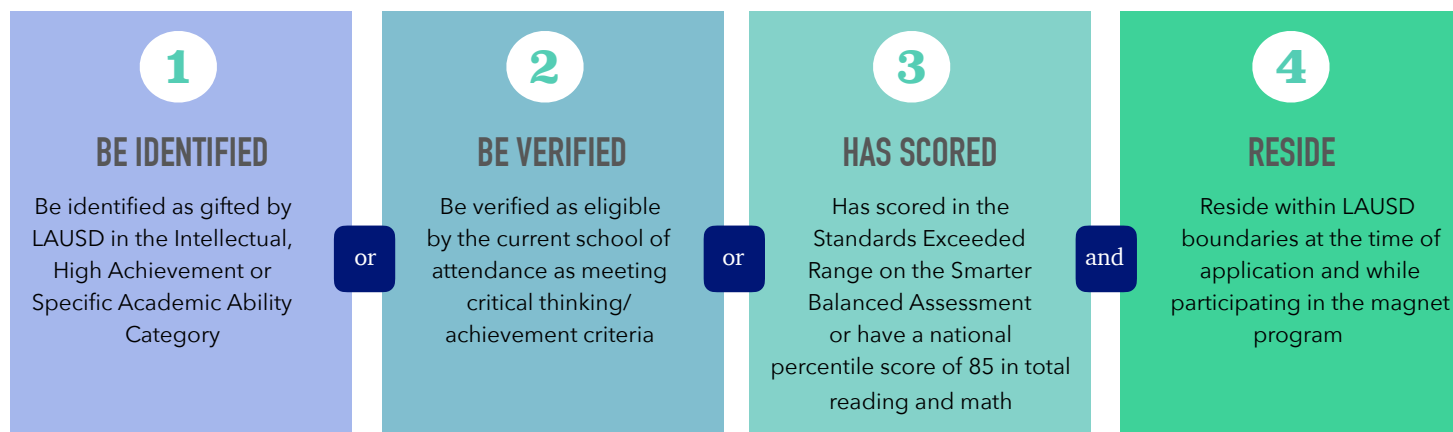 1
BE IDENTIFIED
Be identified as gifted by
LAUSD in the Intellectual,
High Achievement or
Specific Academic Ability
Category
or
2
BE VERIFIED
Be verified as eligible
by the current school of
attendance as meeting
critical thinking/
achievement criteria
or
3
HAS SCORED
Has scored in the
Standards Exceeded
Range on the Smarter
Balanced Assessment
or have a national
percentile score of 85 in total
reading and math
and
4
RESIDE
Reside within LAUSD
boundaries at the time of
application and while
participating in the magnet
program